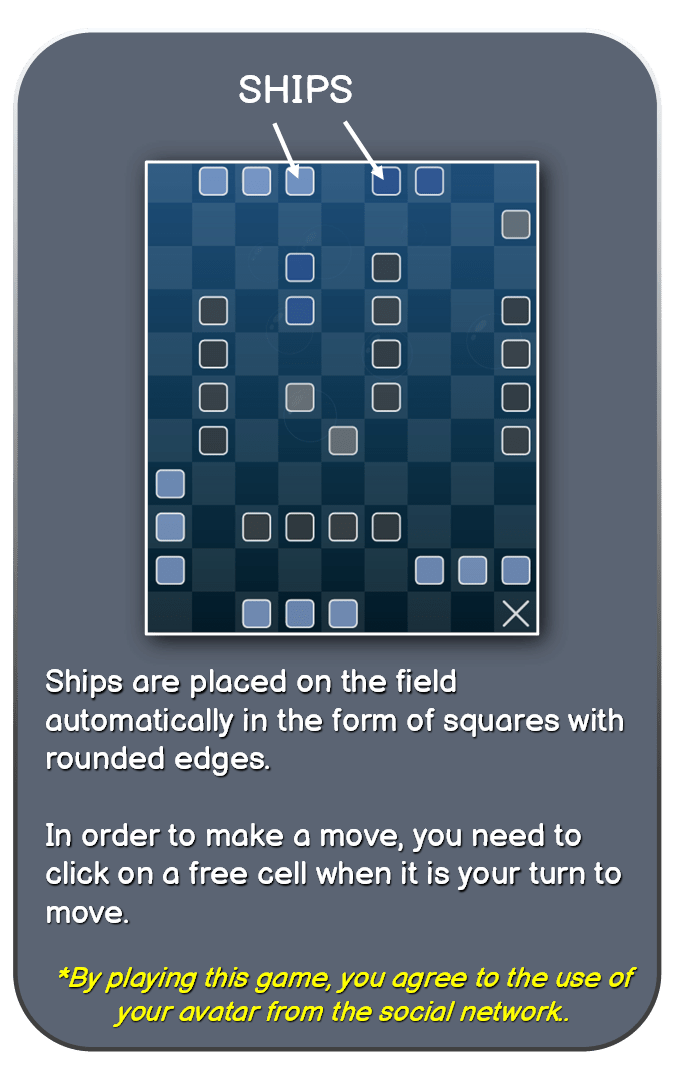 SHIPS
Ships are placed on the field
automatically in the form of squares with
rounded edges.
In order to make a move, you need to
click on a free cell when it is your turn to
move.
*By playing this game, you agree to the use of
your avatar from the social network..